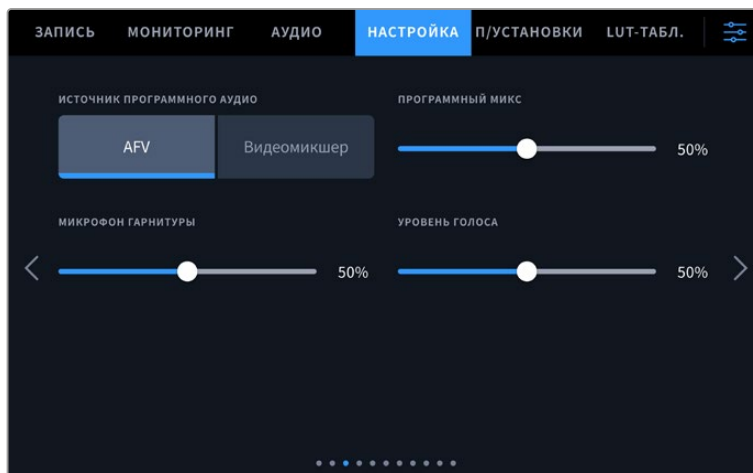 ЗАПИСЬ МОНИТОРИНГ АУДИО НАСТРОЙКА П/УСТАНОВКИ LUT-ТАБЛ.
ИСТОЧНИК ПРОГРАММНОГО АУДИО ПРОГРАММНЫЙ МИКС
AFV Видеомикшер 50%
МИКРОФОН ГАРНИТУРЫ УРОВЕНЬ ГОЛОСА
50% 50%